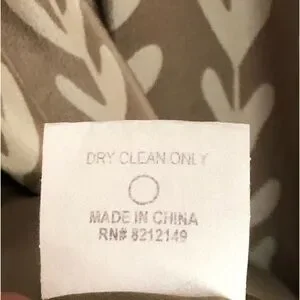 DRY CLEAN ONLY
MADE IN CHINA
RN# 8212149